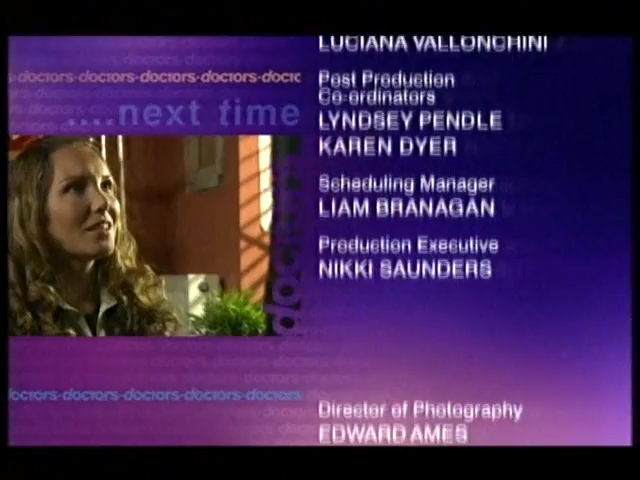 doctors-doctors-doctors-doctors-doctors
....next time
doctors
doctors-doctors-doctors-doctors-doctors
LUCIANA VALLONCHINI
Post Production
Co-ordinators
LYNDSEY PENDLE
KAREN DYER
Scheduling Manager
LIAM BRANAGAN
Production Executive
NIKKI SAUNDERS
Director of Photography
EDWARD AMES